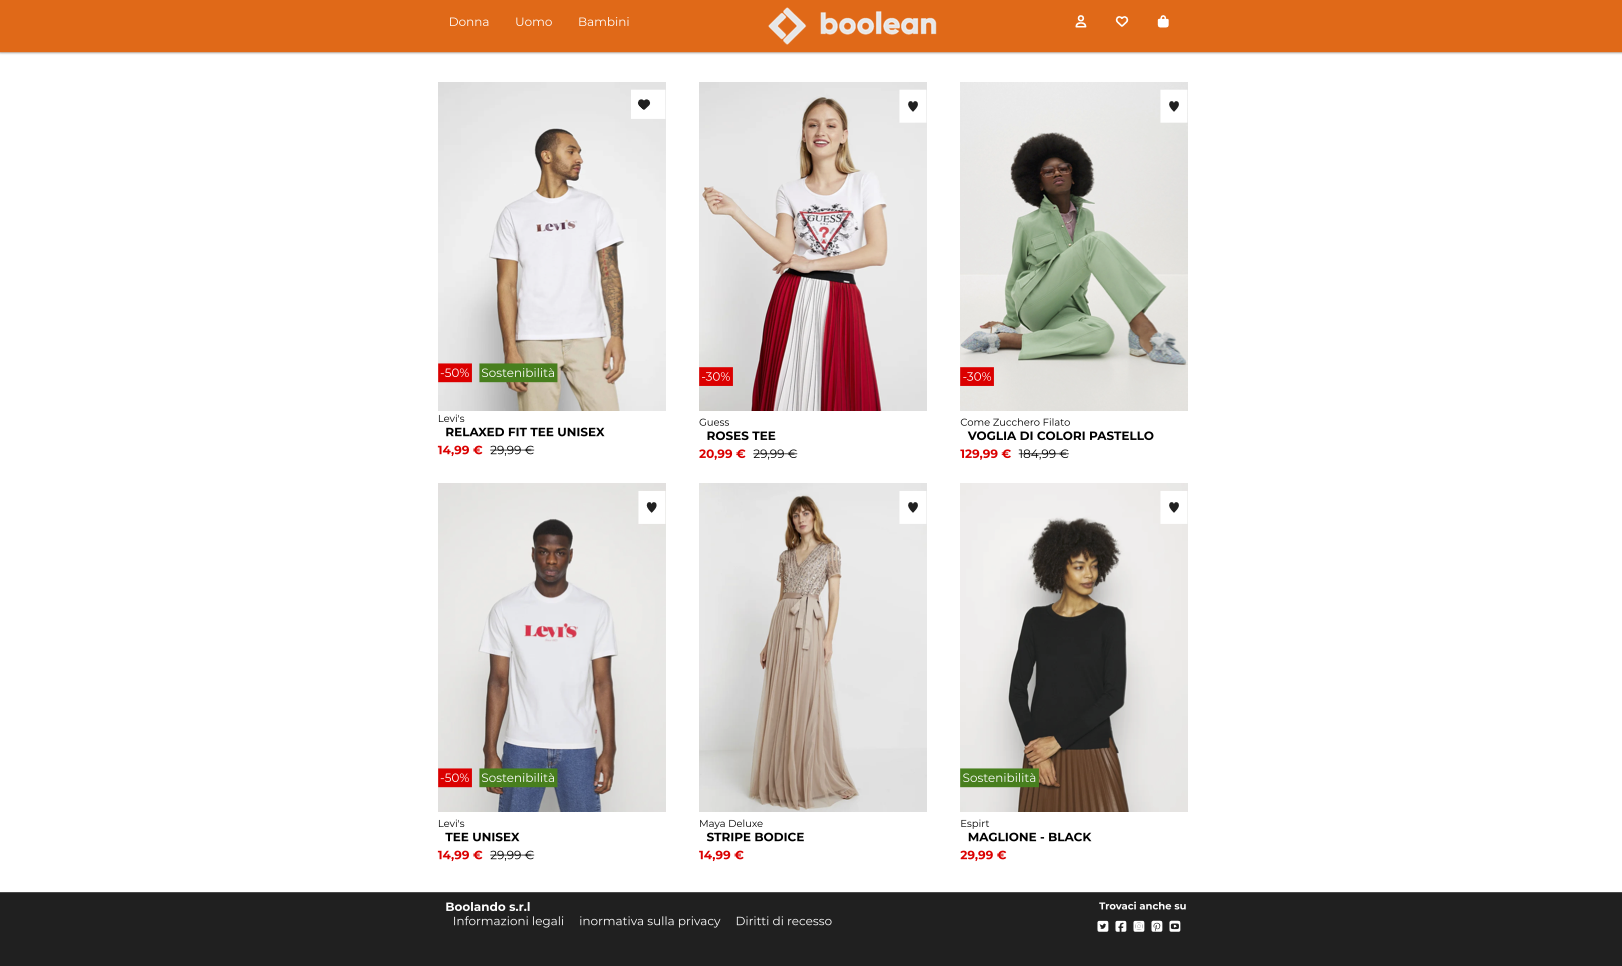 Donna Uomo Bambini boolean
Levi's
GUESS
?
-50% Sostenibilità
-30%
-30%
Levi's
RELAXED FIT TEE UNISEX
14,99 € 29,99 €
Guess
ROSES TEE
20,99 € 29,99 €
Come Zucchero Filato
VOGLIA DI COLORI PASTELLO
129,99 € 184,99 €
Levi's
-50% Sostenibilità
Sostenibilità
Levi's
TEE UNISEX
14,99 € 29,99 €
Maya Deluxe
STRIPE BODICE
14,99 €
Espirt
MAGLIONE - BLACK
29,99 €
Boolando s.r.l
Informazioni legali inormativa sulla privacy Diritti di recesso
Trovaci anche su